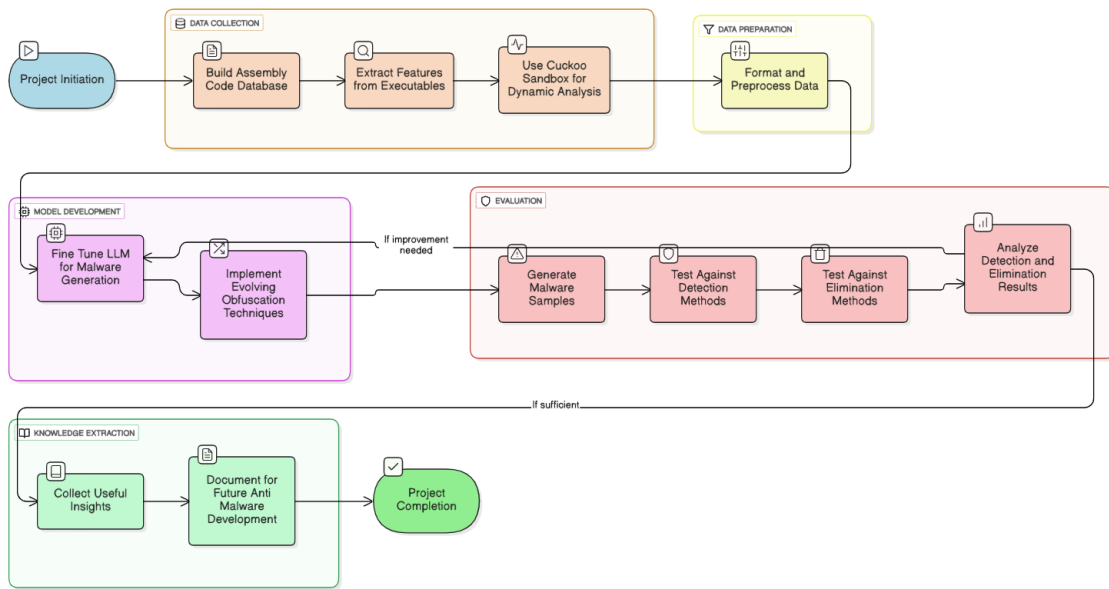 DATA COLLECTION
DATA PREPARATION
Project Initiation
Build Assembly
Code Database
Extract Features
from Executables
Use Cuckoo
Sandbox for
Dynamic Analysis
Format and
Preprocess Data
MODEL DEVELOPMENT
EVALUATION
Fine Tune LLM
for Malware
Generation
Implement
Evolving
Obfuscation
Techniques
If improvement
needed
Generate
Malware
Samples
Test Against
Detection
Methods
Test Against
Elimination
Methods
Analyze
Detection and
Elimination
Results
If sufficient
KNOWLEDGE EXTRACTION
Collect Useful
Insights
Document for
Future Anti
Malware
Development
Project
Completion